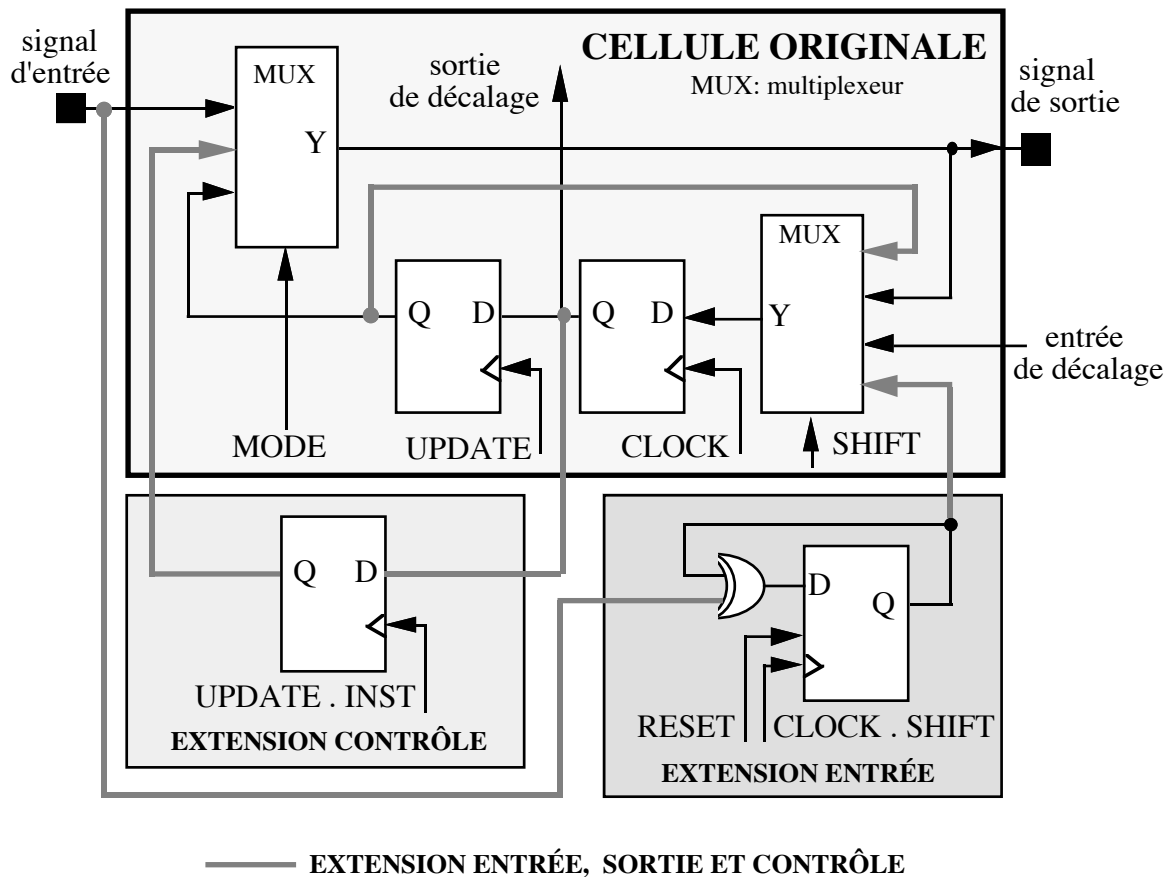 signal
d'entrée
MUX
Y
sortie
de décalage
CELLULE ORIGINALE
MUX: multiplexeur
signal
de sortie
MUX
Y
Q D
Q D
entrée
de décalage
MODE
UPDATE
CLOCK
SHIFT
Q D
UPDATE . INST
EXTENSION CONTRÔLE
D
Q
RESET
CLOCK . SHIFT
EXTENSION ENTRÉE
EXTENSION ENTRÉE, SORTIE ET CONTRÔLE